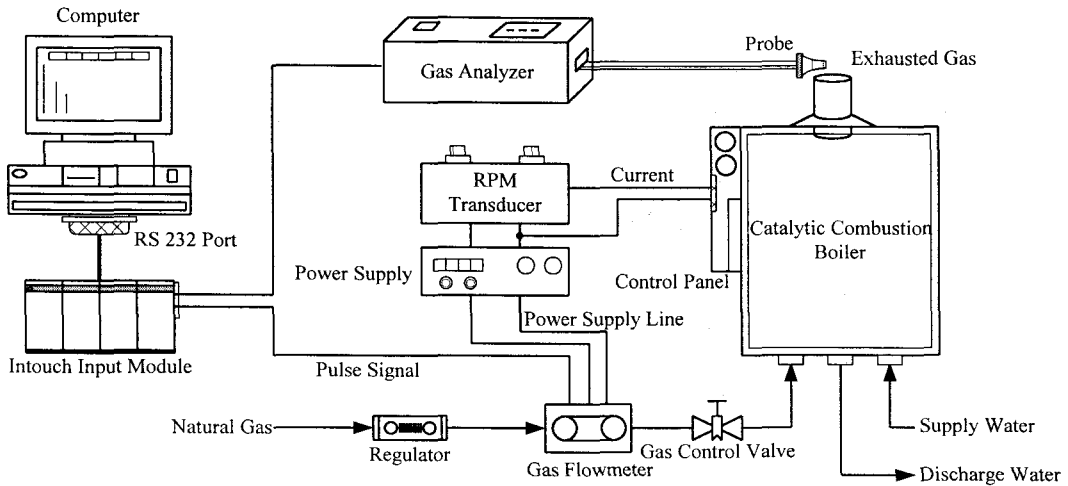 Computer
Gas Analyzer
Probe
Exhausted Gas
RPM
Transducer
Current
RS 232 Port
Catalytic Combustion
Boiler
Power Supply
Control Panel
Power Supply Line
Intouch Input Module
Pulse Signal
Natural Gas
Regulator
Gas Flowmeter
Gas Control Valve
Supply Water
Discharge Water